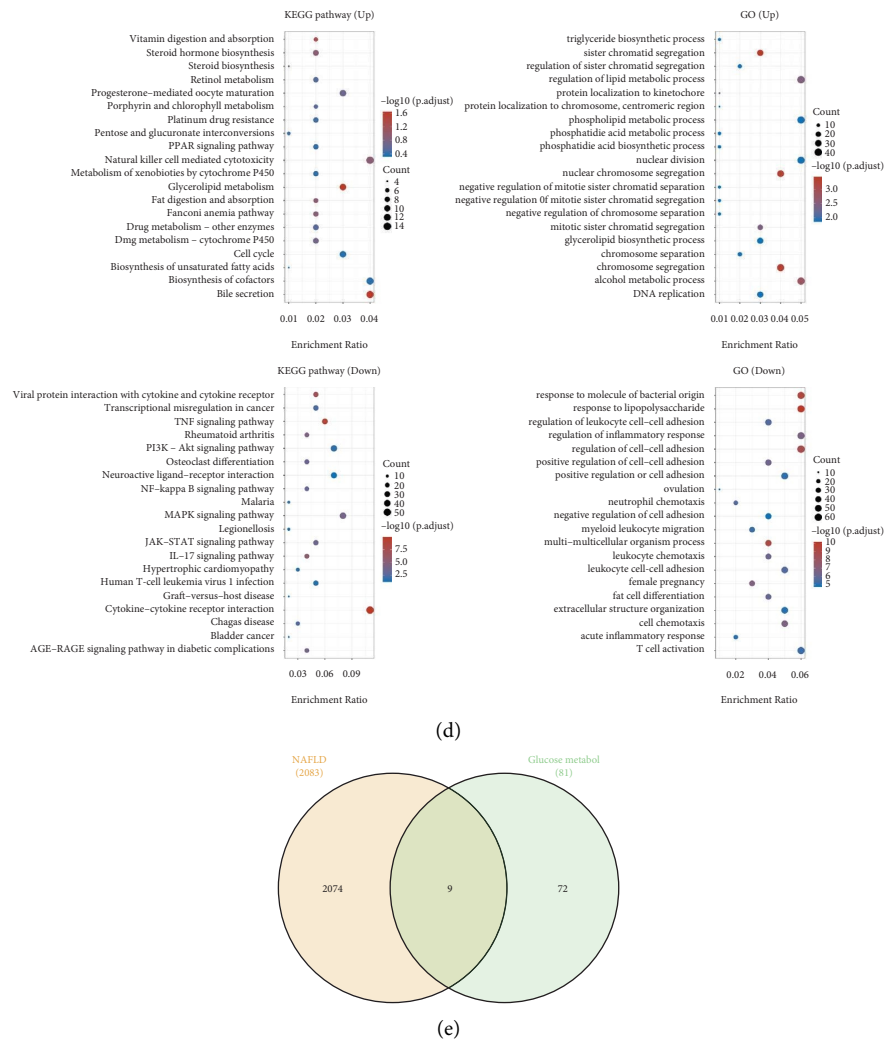 KEGG pathway (Up)
Vitamin digestion and absorption
Steroid hormone biosynthesis
Steroid biosynthesis
Retinol metabolism
Progesterone–mediated oocyte maturation
Porphyrin and chlorophyll metabolism
Platinum drug resistance
Pentose and glucuronate interconversions
PPAR signaling pathway
Natural killer cell mediated cytotoxicity
Metabolism of xenobioties by cytochrome P450
Glycerolipid metabolism
Fat digestion and absorption
Fanconi anemia pathway
Drug metabolism – other enzymes
Dmg metabolism – cytochrome P450
Cell cycle
Biosynthesis of unsaturated fatty acids
Biosynthesis of cofactors
Bile secretion
0.01 0.02 0.03 0.04
Enrichment Ratio
–log10 (p.adjust)
1.6
1.2
0.8
0.4
Count
4
6
8
10
12
14
GO (Up)
triglyceride biosynthetic process
sister chromatid segregation
regulation of sister chromatid segregation
regulation of lipid metabolic process
protein localization to kinetochore
protein localization to chromosome, centromeric region
phospholipid metabolic process
phosphatidie acid metabolic process
phosphatidie acid biosynthetic process
nuclear division
nuclear chromosome segregation
negative regulation of mitotie sister chromatid separation
negative regulation 0f mitotie sister chromatid segregation
negative regulation of chromosome separation
mitotic sister chromatid segregation
glycerolipid biosynthetic process
chromosome separation
chromosome segregation
alcohol metabolic process
DNA replication
0.01 0.02 0.03 0.04 0.05
Enrichment Ratio
Count
10
20
30
40
–log10 (p.adjust)
3.0
2.5
2.0
KEGG pathway (Down)
Viral protein interaction with cytokine and cytokine receptor
Transcriptional misregulation in cancer
TNF signaling pathway
Rheumatoid arthritis
PI3K – Akt signaling pathway
Osteoclast differentiation
Neuroactive ligand–receptor interaction
NF–kappa B signaling pathway
Malaria
MAPK signaling pathway
Legionellosis
JAK–STAT signaling pathway
IL–17 signaling pathway
Hypertrophic cardiomyopathy
Human T-cell leukemia virus 1 infection
Graft–versus–host disease
Cytokine–cytokine receptor interaction
Chagas disease
Bladder cancer
AGE–RAGE signaling pathway in diabetic complications
0.03 0.06 0.09
Enrichment Ratio
Count
10
20
30
40
50
–log10 (p.adjust)
7.5
5.0
2.5
GO (Down)
response to molecule of bacterial origin
response to lipopolysaccharide
regulation of leukocyte cell–cell adhesion
regulation of inflammatory response
regulation of cell–cell adhesion
positive regulation of cell–cell adhesion
positive regulation or cell adhesion
ovulation
neutrophil chemotaxis
negative regulation of cell adhesion
myeloid leukocyte migration
multi–multicellular organism process
leukocyte chemotaxis
leukocyte cell-cell adhesion
female pregnancy
fat cell differentiation
extracellular structure organization
cell chemotaxis
acute inflammatory response
T cell activation
0.02 0.04 0.06
Enrichment Ratio
Count
10
20
30
40
50
60
–log10 (p.adjust)
10
9
8
7
6
5
(d)
NAFLD
(2083)
Glucose metabol
(81)
2074
9
72
(e)